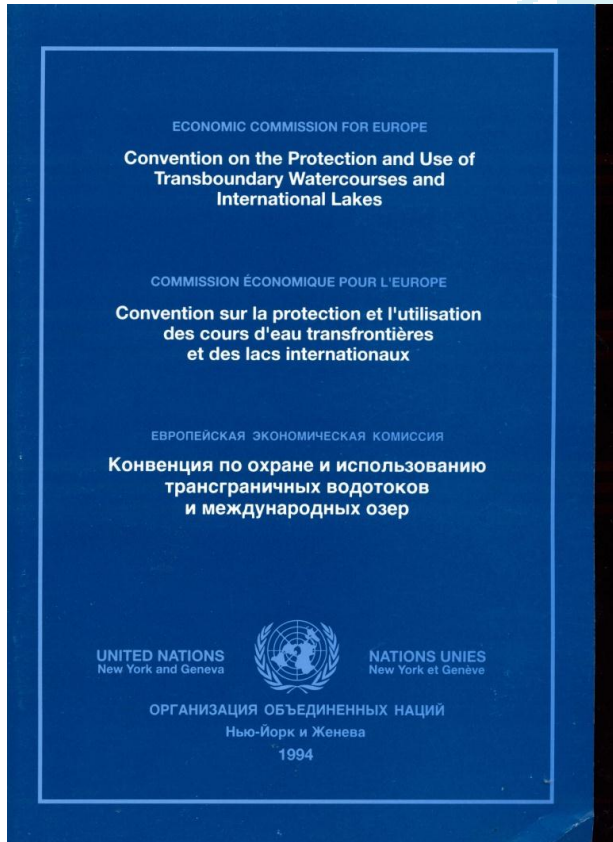 ECONOMIC COMMISSION FOR EUROPE
Convention on the Protection and Use of
Transboundary Watercourses and
International Lakes
COMMISSION ÉCONOMIQUE POUR L'EUROPE
Convention sur la protection et l'utilisation
des cours d'eau transfrontières
et des lacs internationaux
ЕВРОПЕЙСКАЯ ЭКОНОМИЧЕСКАЯ КОМИССИЯ
Конвенция по охране и использованию
трансграничных водотоков
и международных озер
UNITED NATIONS
New York and Geneva
NATIONS UNIES
New York et Genève
ОРГАНИЗАЦИЯ ОБЪЕДИНЕННЫХ НАЦИЙ
Нью-Йорк и Женева
1994